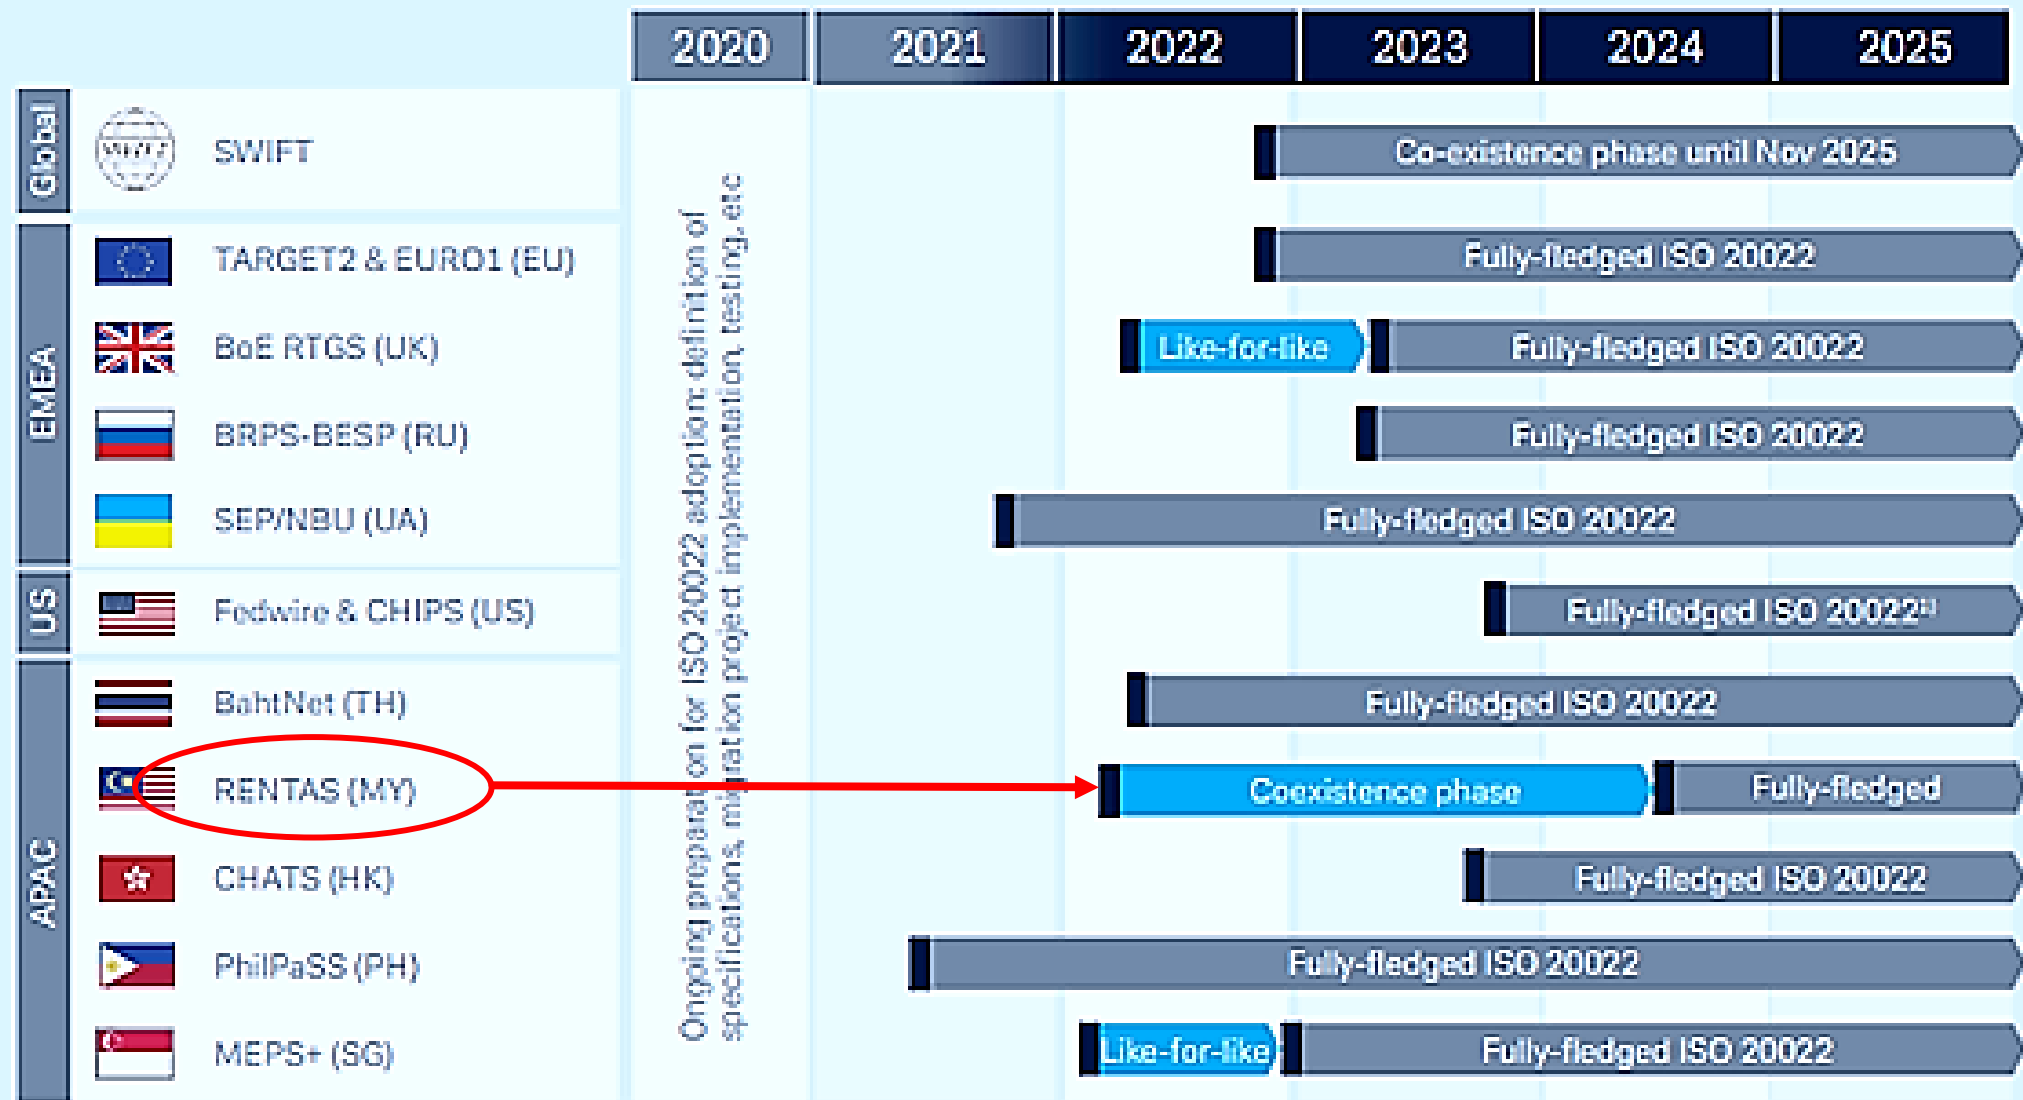 2020 2021 2022 2023 2024 2025
Global
SWIFT
Co-existence phase until Nov 2025
EMEA
TARGET2 & EURO1 (EU)
Fully-fledged ISO 20022
BoE RTGS (UK)
Like-for-like
Fully-fledged ISO 20022
BRPS-BESP (RU)
Fully-fledged ISO 20022
SEP/NBU (UA)
Fully-fledged ISO 20022
US
Fedwire & CHIPS (US)
Fully-fledged ISO 20022
APAC
BahtNet (TH)
Fully-fledged ISO 20022
RENTAS (MY)
Coexistence phase
Fully-fledged
CHATS (HK)
Fully-fledged ISO 20022
PhilPaSS (PH)
Fully-fledged ISO 20022
MEPS+ (SG)
Like-for-like
Fully-fledged ISO 20022
Ongoing preparation for ISO 20022 adoption: definition of
specifications, migration project implementation, testing, etc